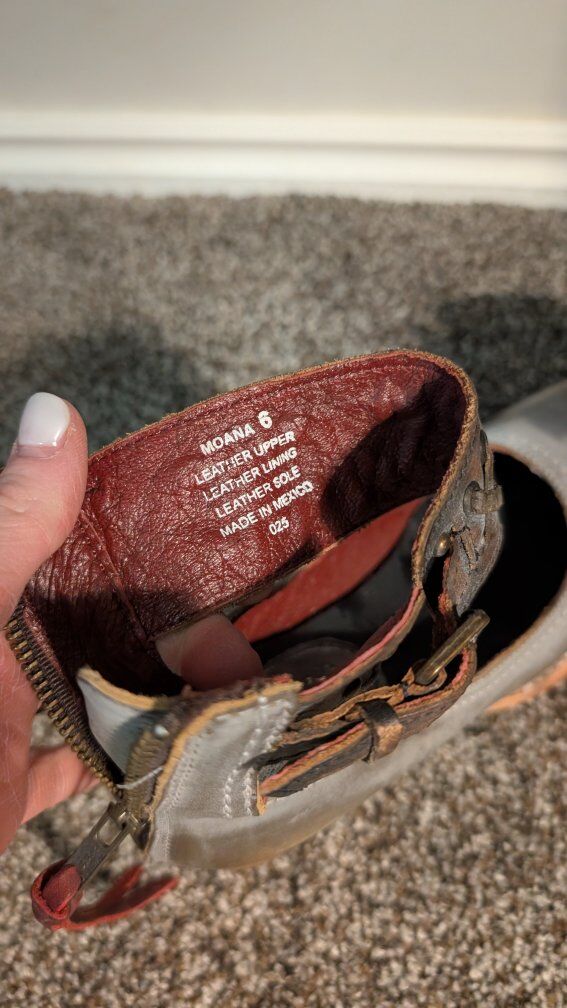 MOANA 6
LEATHER UPPER
LEATHER LINING
LEATHER SOLE
MADE IN MEXICO
025